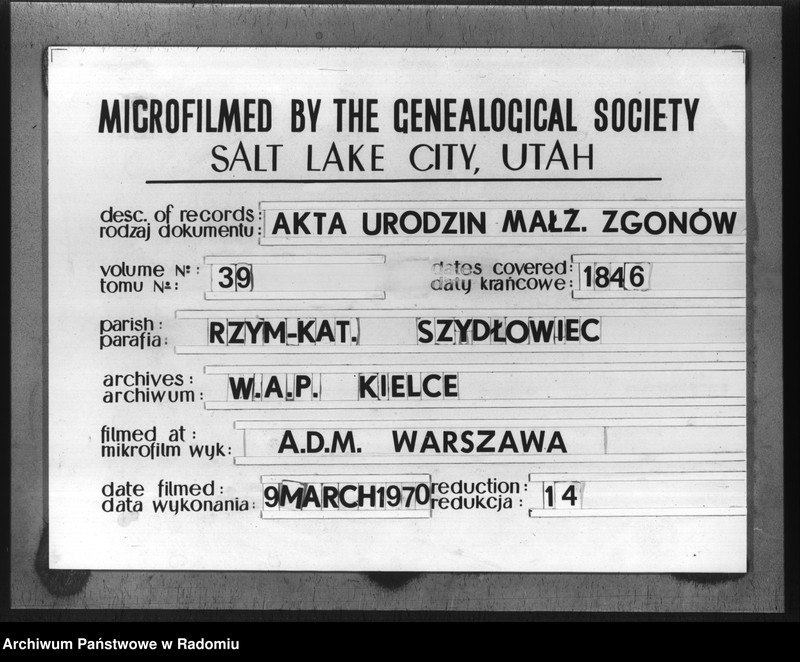 MICROFILMED BY THE GENEALOGICAL SOCIETY
SALT LAKE CITY, UTAH
desc. of records:
rodzaj dokumentu:
AKTA URODZIN MAŁŻ. ZGONÓW
volume No:
tomu No:
39
dates covered:
daty krańcowe:
1846
parish:
parafia:
RZYM-KAT. SZYDŁOWIEC
archives:
archiwum:
W.A.P. KIELCE
filmed at:
mikrofilm wyk:
A.D.M. WARSZAWA
date filmed:
data wykonania:
9MARCH1970
reduction:
redukcja:
14
Archiwum Państwowe w Radomiu